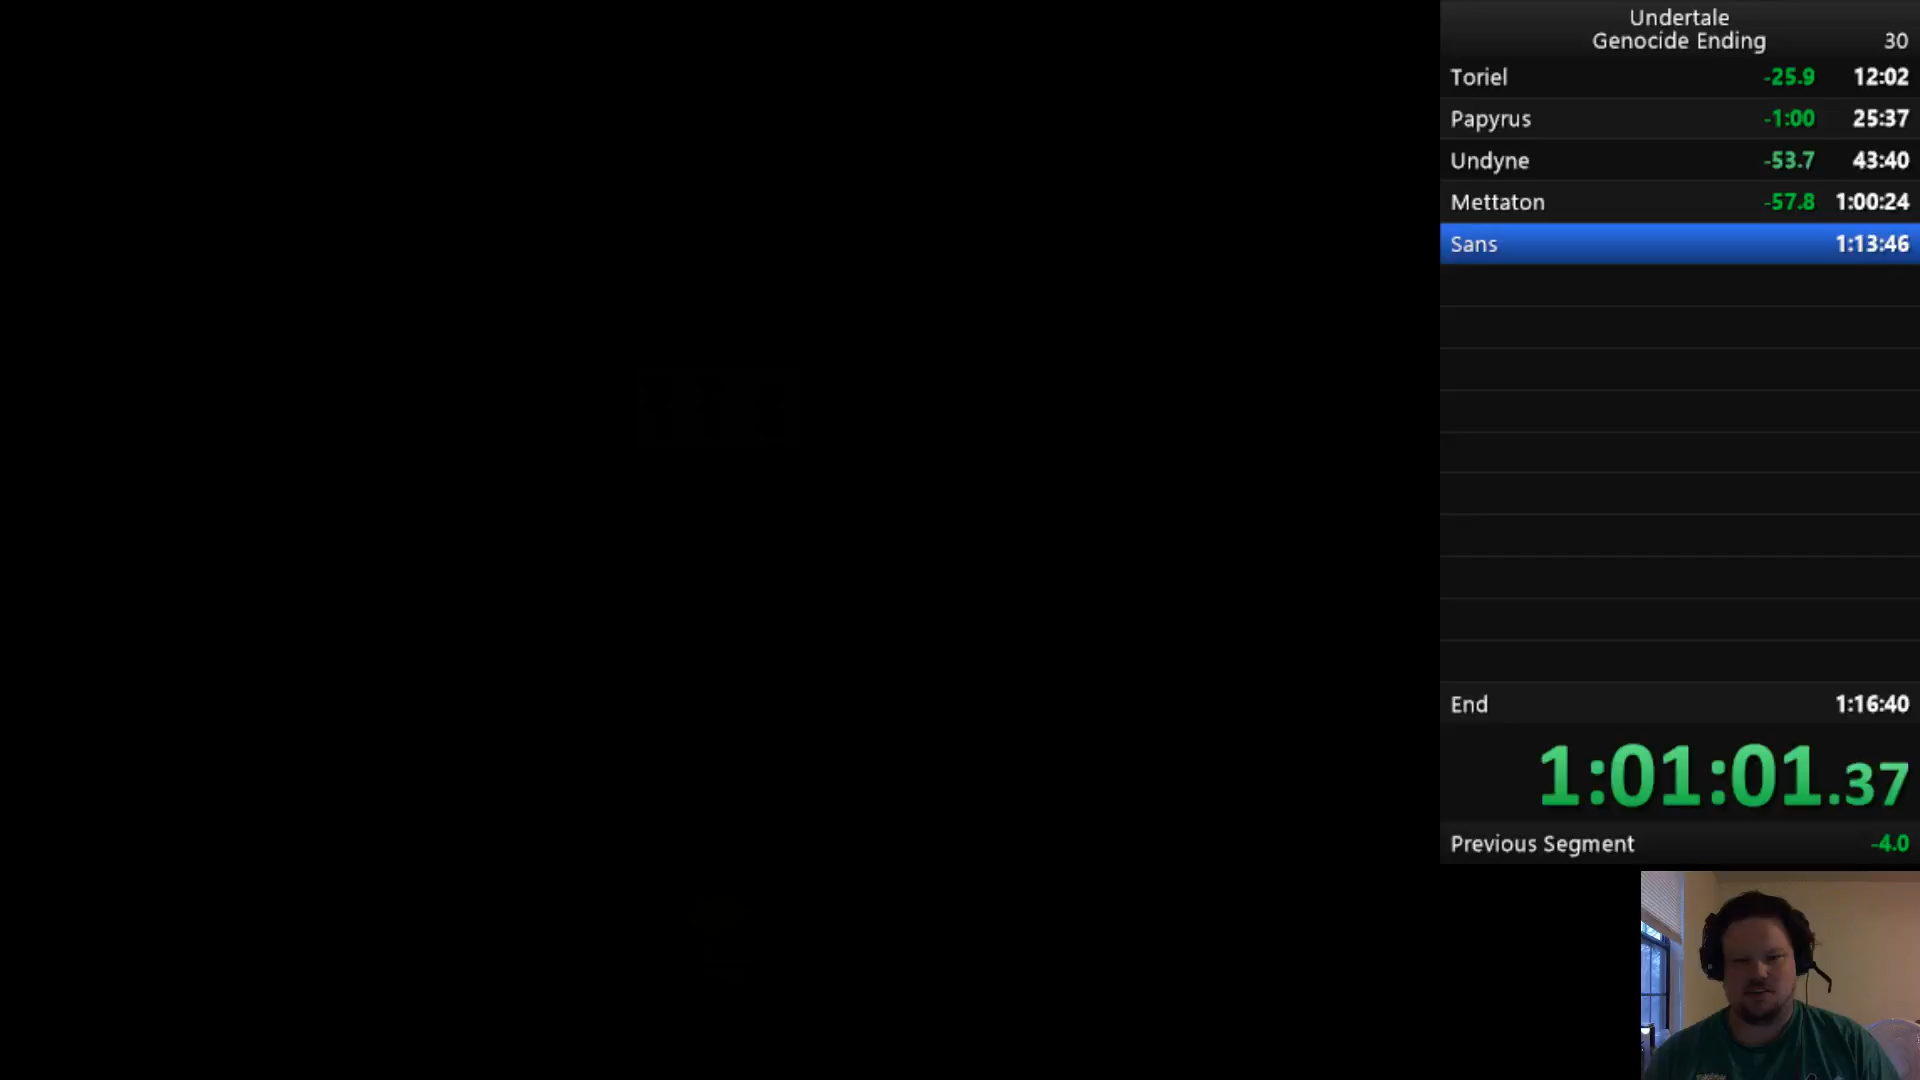 Undertale
Genocide Ending 30
Toriel -25.9 12:02
Papyrus -1:00 25:37
Undyne -53.7 43:40
Mettaton -57.8 1:00:24
Sans 1:13:46
End 1:16:40
1:01:01.37
Previous Segment -4.0